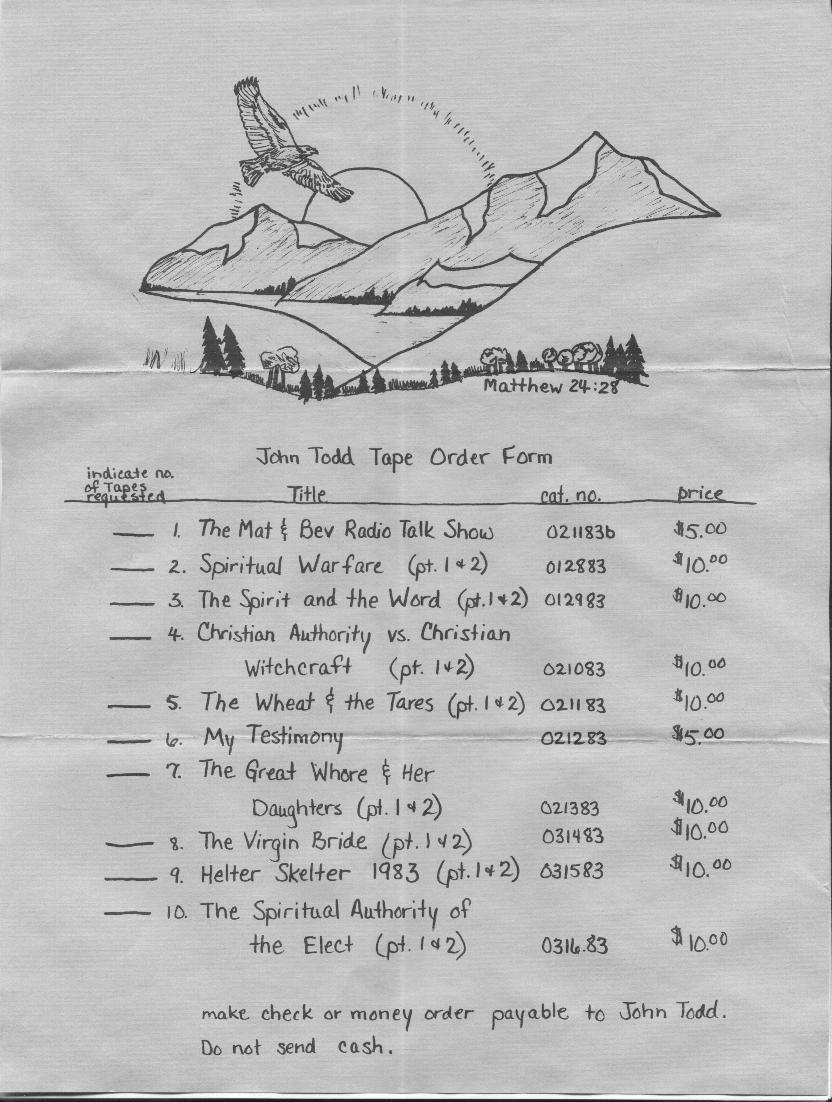 Matthew 24:28
John Todd Tape Order Form
indicate no.
of Tapes
requested Title cat. no. price
1. The Mat & Bev Radio Talk Show 021183b $5.00
2. Spiritual Warfare (pt. 1 & 2) 012883 $10.00
3. The Spirit and the Word (pt. 1 & 2) 012983 $10.00
4. Christian Authority vs. Christian
Witchcraft (pt. 1 & 2) 021083 $10.00
5. The Wheat & the Tares (pt. 1 & 2) 021183 $10.00
6. My Testimony 021283 $5.00
7. The Great Whore & Her
Daughters (pt. 1 & 2) 021383 $10.00
8. The Virgin Bride (pt. 1 & 2) 031483 $10.00
9. Helter Skelter 1983 (pt. 1 & 2) 031583 $10.00
10. The Spiritual Authority of
the Elect (pt. 1 & 2) 031683 $10.00
make check or money order payable to John Todd.
Do not send cash.